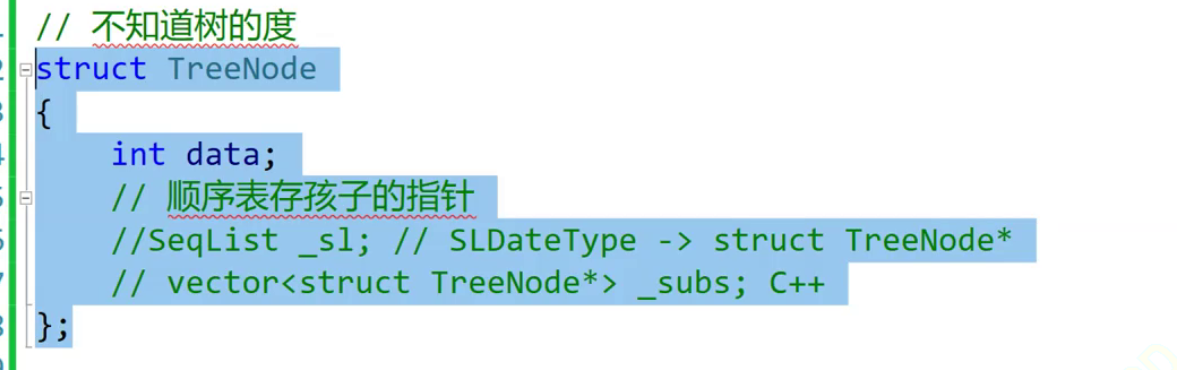 // 不知道树的度
struct TreeNode
{
int data;
// 顺序表存孩子的指针
//SeqList _sl; // SLDateType -> struct TreeNode*
// vector<struct TreeNode*> _subs; C++
};